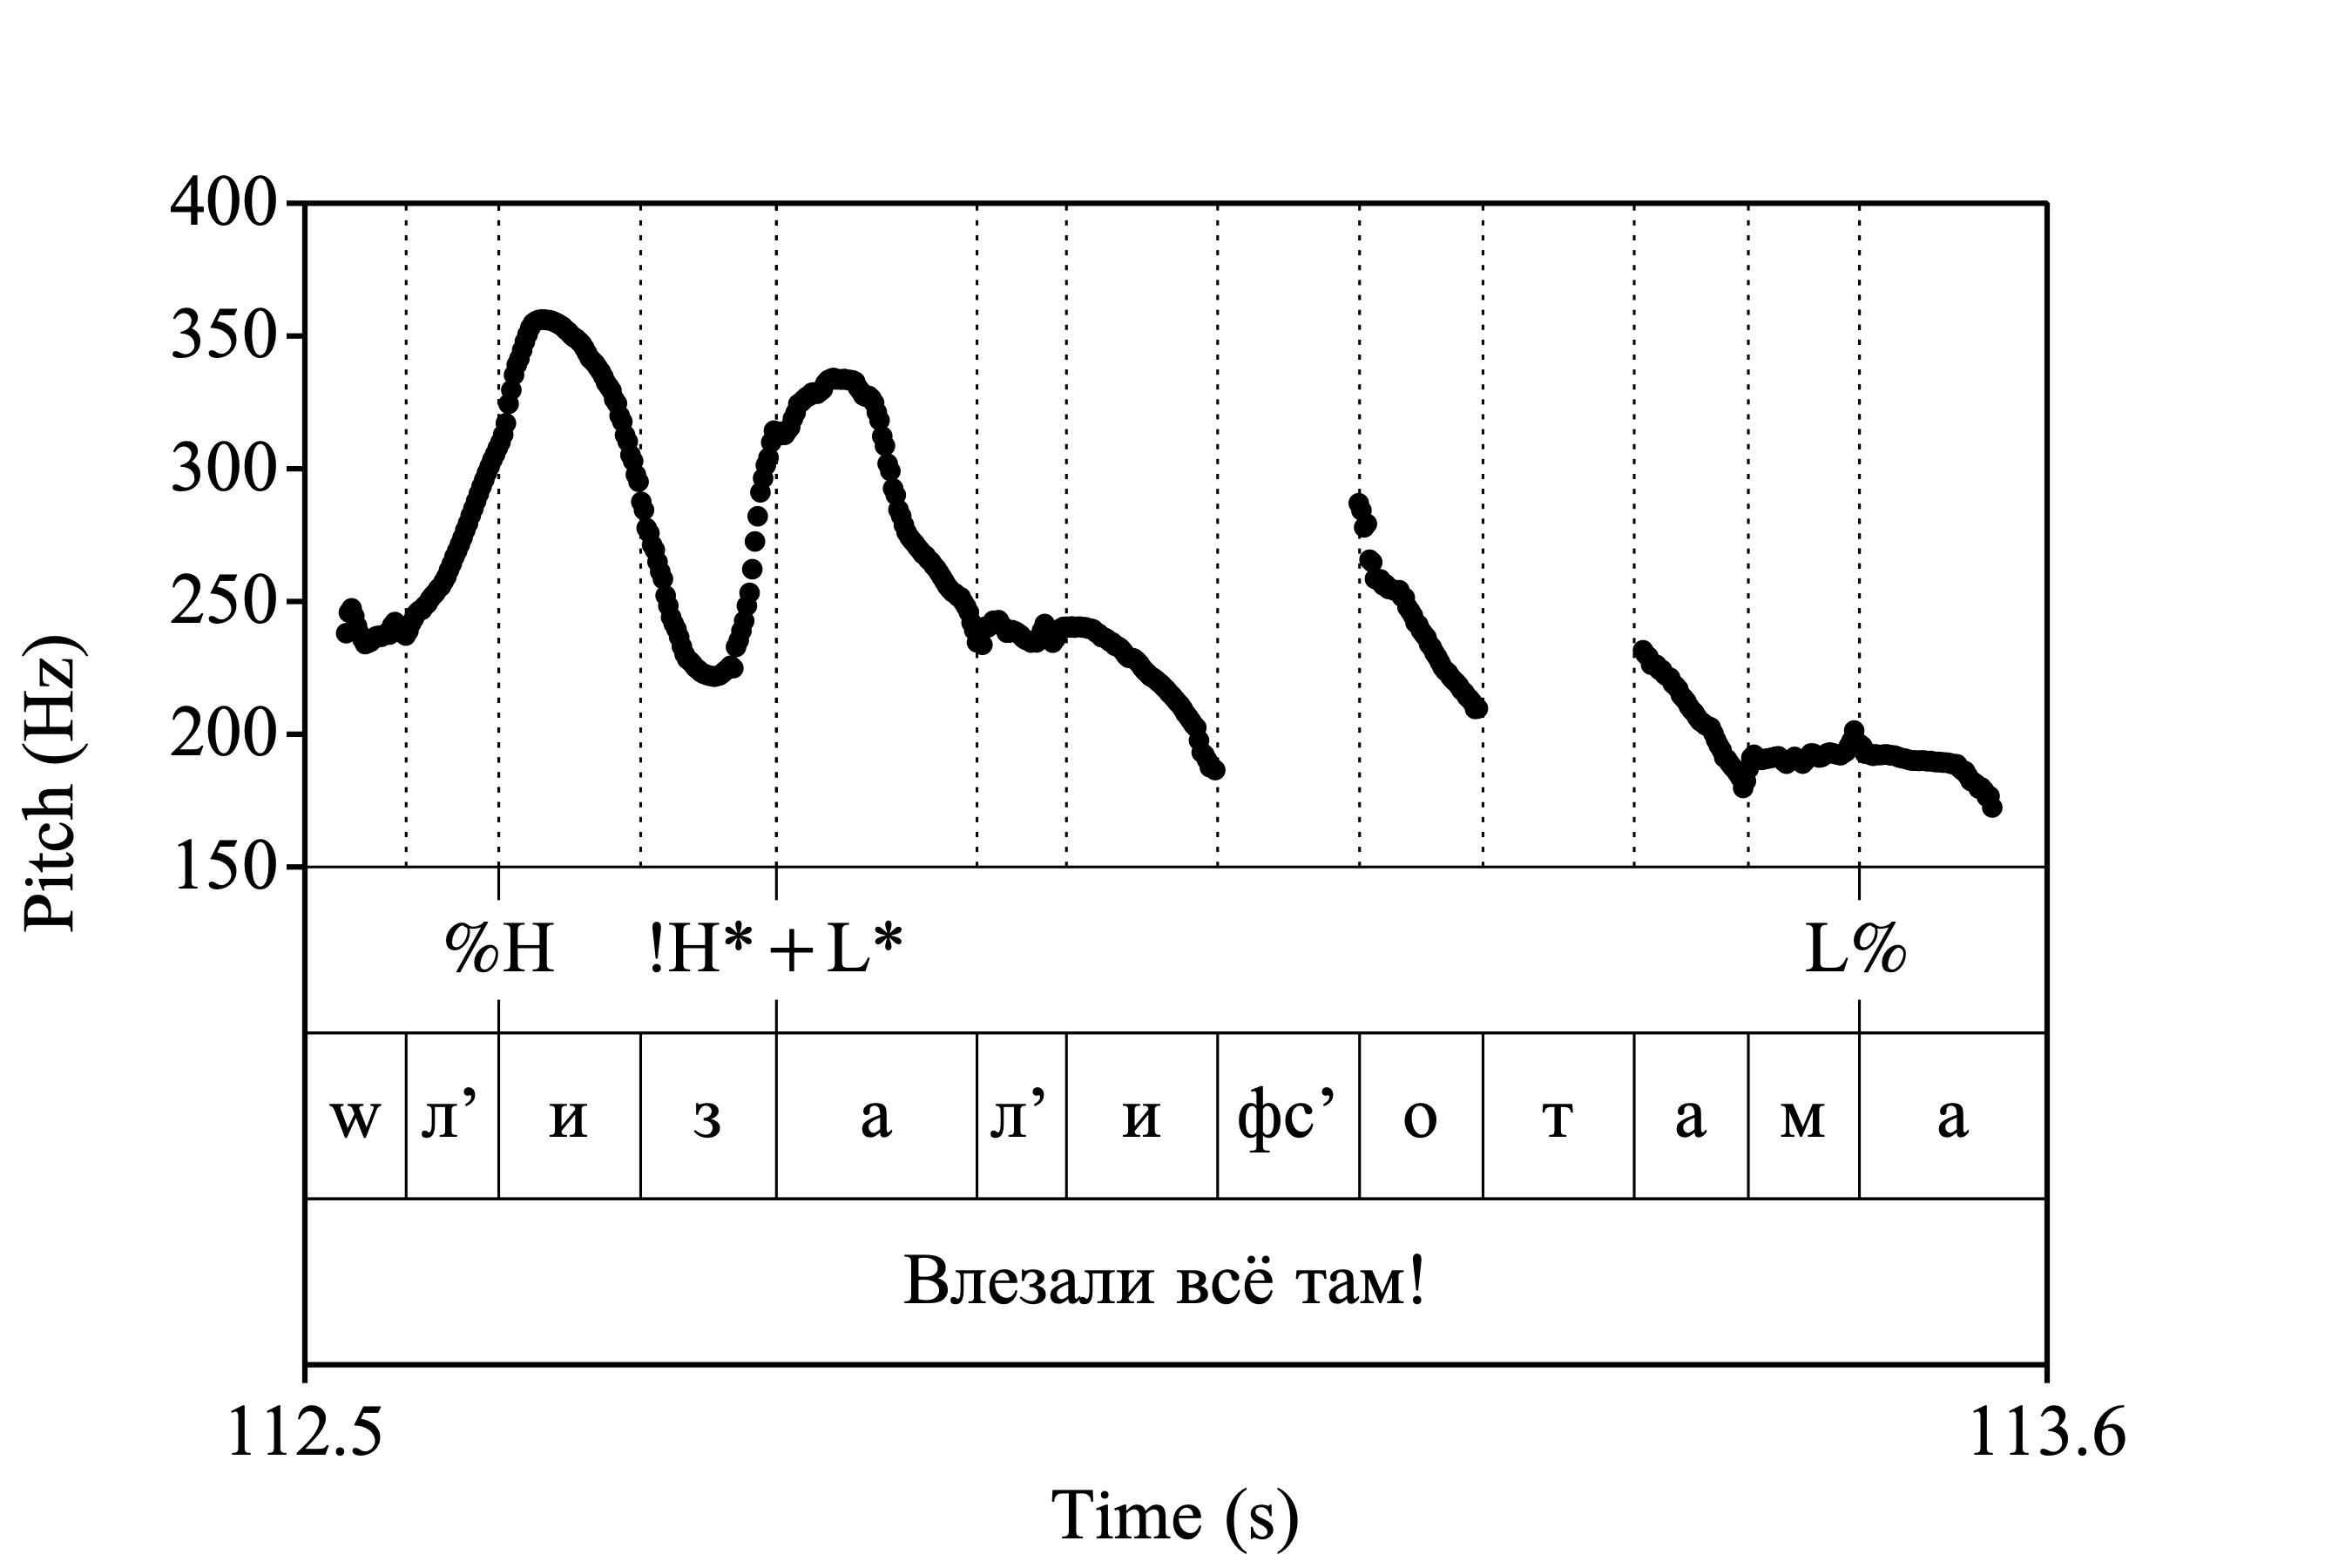 400
350
300
250
200
150
Pitch (Hz)
%H !H*+L* L%
w л’ и з а л’ и фс’ о т а м а
Влезали всё там!
112.5 113.6
Time (s)